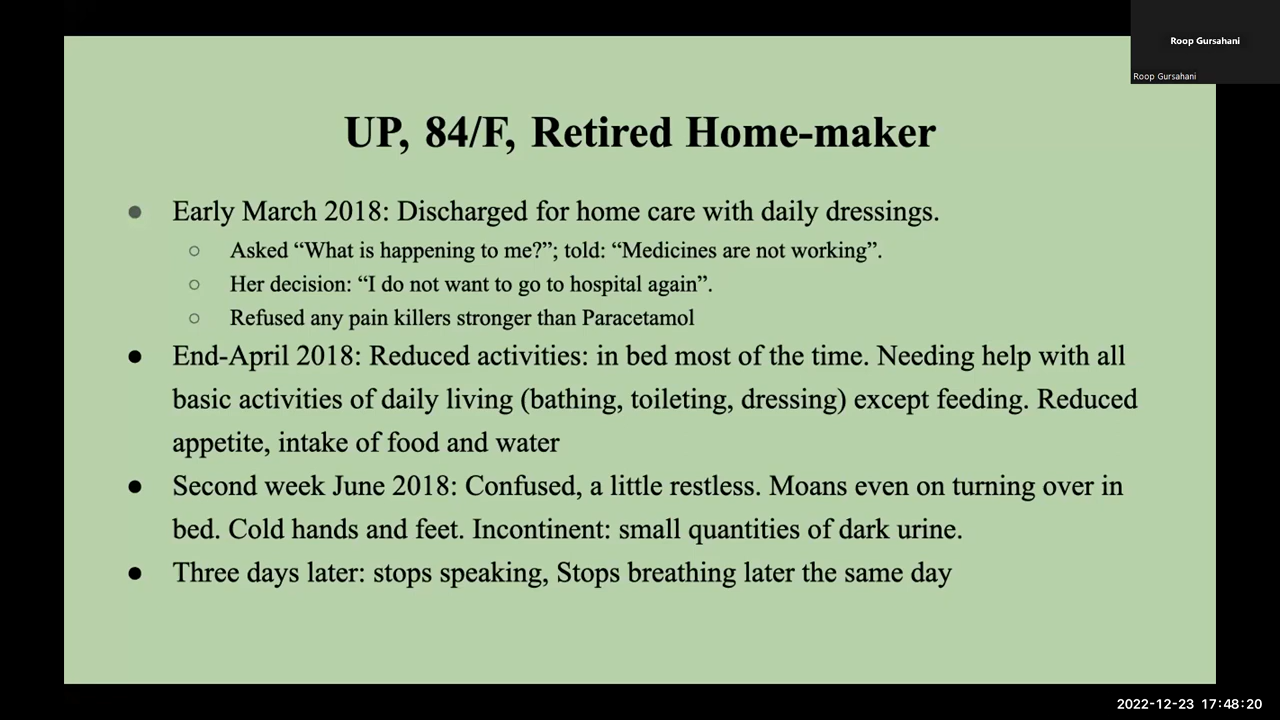 Roop Gursahani
Roop Gursahani
UP, 84/F, Retired Home-maker
● Early March 2018: Discharged for home care with daily dressings.
○ Asked “What is happening to me?”; told: “Medicines are not working”.
○ Her decision: “I do not want to go to hospital again”.
○ Refused any pain killers stronger than Paracetamol
● End-April 2018: Reduced activities: in bed most of the time. Needing help with all
basic activities of daily living (bathing, toileting, dressing) except feeding. Reduced
appetite, intake of food and water
● Second week June 2018: Confused, a little restless. Moans even on turning over in
bed. Cold hands and feet. Incontinent: small quantities of dark urine.
● Three days later: stops speaking, Stops breathing later the same day
2022-12-23 17:48:20